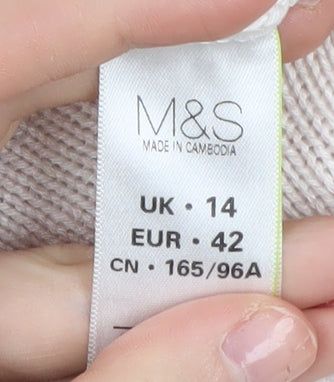 M&S
MADE IN CAMBODIA
UK • 14
EUR • 42
CN • 165/96A